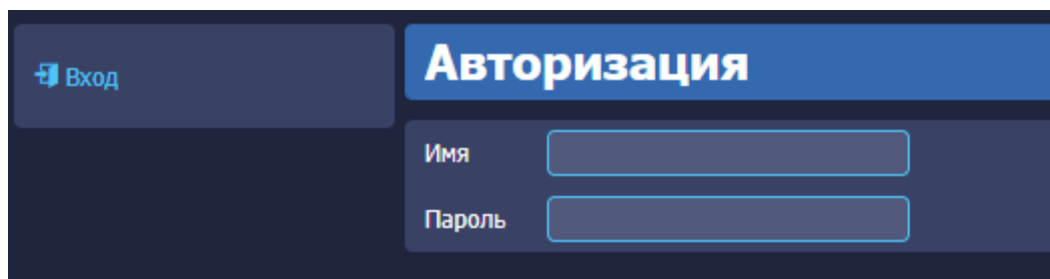 Вход
Авторизация
Имя
Пароль